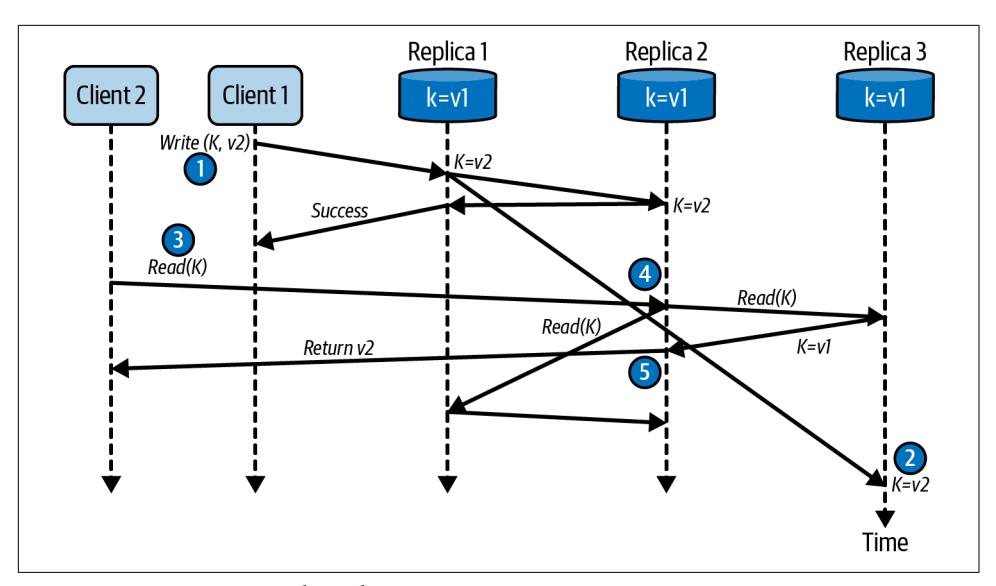 Replica 1
Replica 2
Replica 3
Client 2
Client 1
k=v1
k=v1
k=v1
Write (K, v2)
1
K=v2
Success
K=v2
3
Read(K)
4
Read(K)
Read(K)
K=v1
Return v2
5
2
K=v2
Time